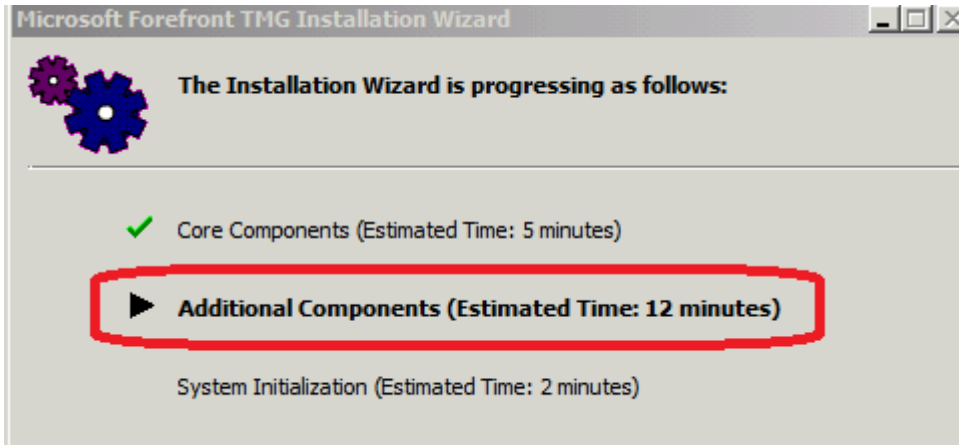 Microsoft Forefront TMG Installation Wizard
The Installation Wizard is progressing as follows:
Core Components (Estimated Time: 5 minutes)
Additional Components (Estimated Time: 12 minutes)
System Initialization (Estimated Time: 2 minutes)